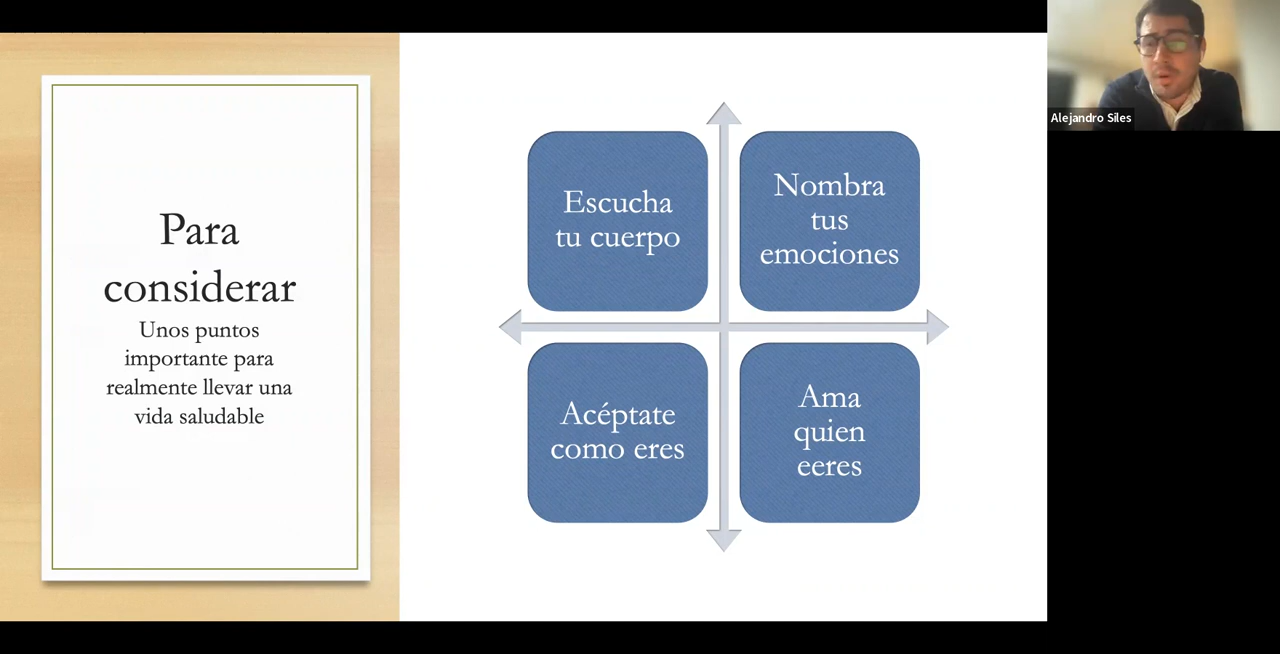 Para
considerar
Unos puntos
importante para
realmente llevar una
vida saludable
Escucha
tu cuerpo
Nombra
tus
emociones
Acéptate
como eres
Ama
quien
eeres
Alejandro Siles